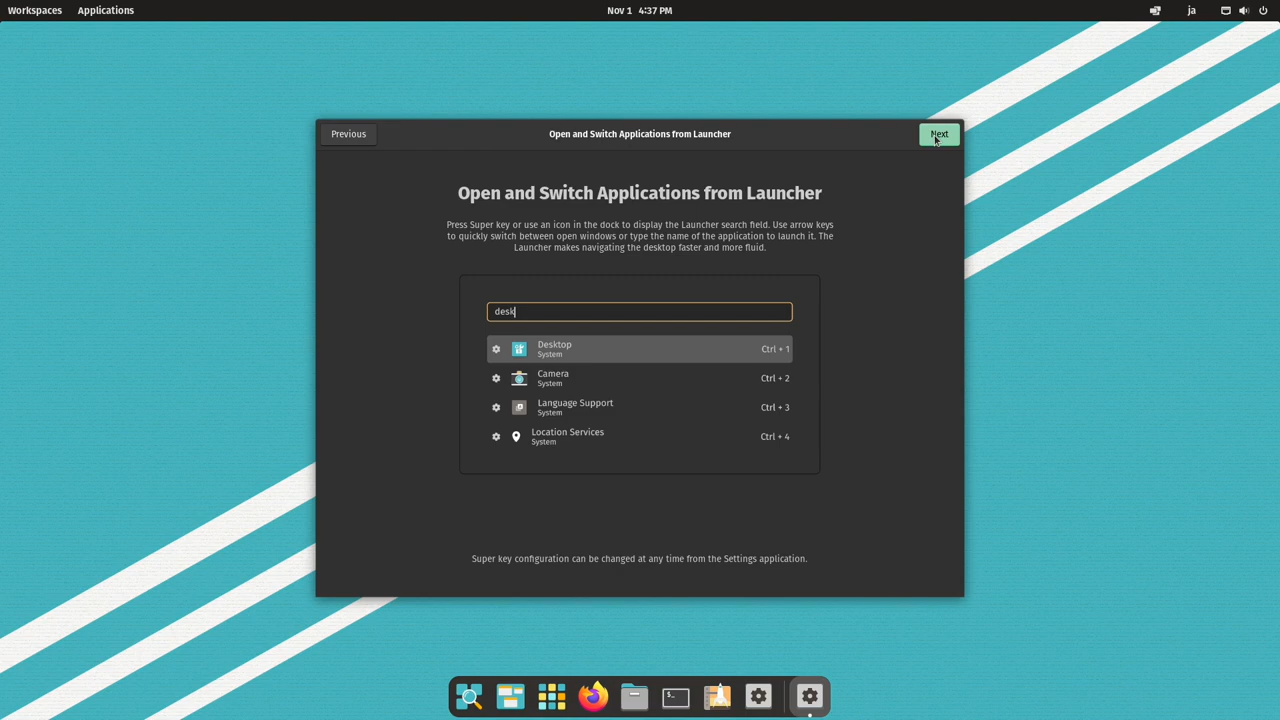 Workspaces Applications Nov 1 4:37 PM ja
Previous Open and Switch Applications from Launcher Next
Open and Switch Applications from Launcher
Press Super key or use an icon in the dock to display the Launcher search field. Use arrow keys
to quickly switch between open windows or type the name of the application to launch it. The
Launcher makes navigating the desktop faster and more fluid.
desk
Desktop Ctrl + 1
System
Camera Ctrl + 2
System
Language Support Ctrl + 3
System
Location Services Ctrl + 4
System
Super key configuration can be changed at any time from the Settings application.
$_